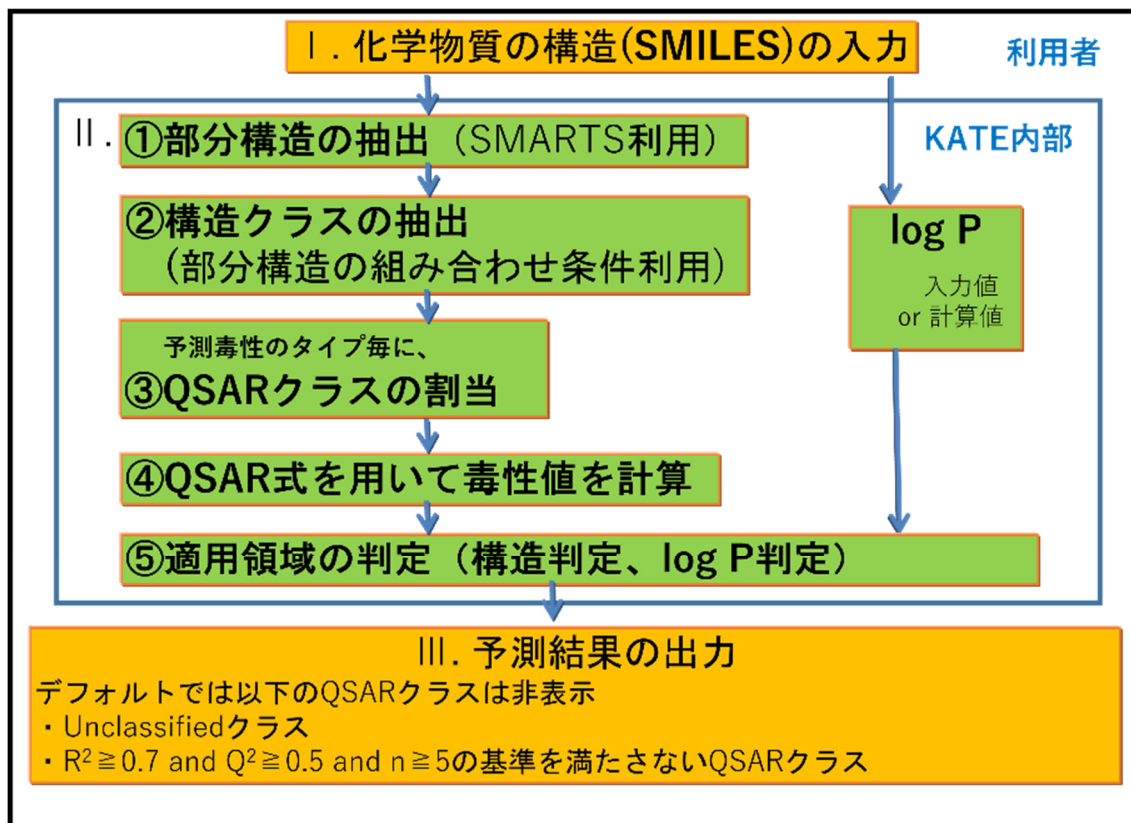 Ⅰ. 化学物質の構造(SMILES)の入力
利用者
Ⅱ.
①部分構造の抽出（SMARTS利用）
KATE内部
②構造クラスの抽出
（部分構造の組み合わせ条件利用）
log P
入力値
or 計算値
予測毒性のタイプ毎に、
③QSARクラスの割当
④QSAR式を用いて毒性値を計算
⑤適用領域の判定（構造判定、log P判定）
Ⅲ. 予測結果の出力
デフォルトでは以下のQSARクラスは非表示
・Unclassifiedクラス
・R²≧0.7 and Q²≧0.5 and n≧5の基準を満たさないQSARクラス